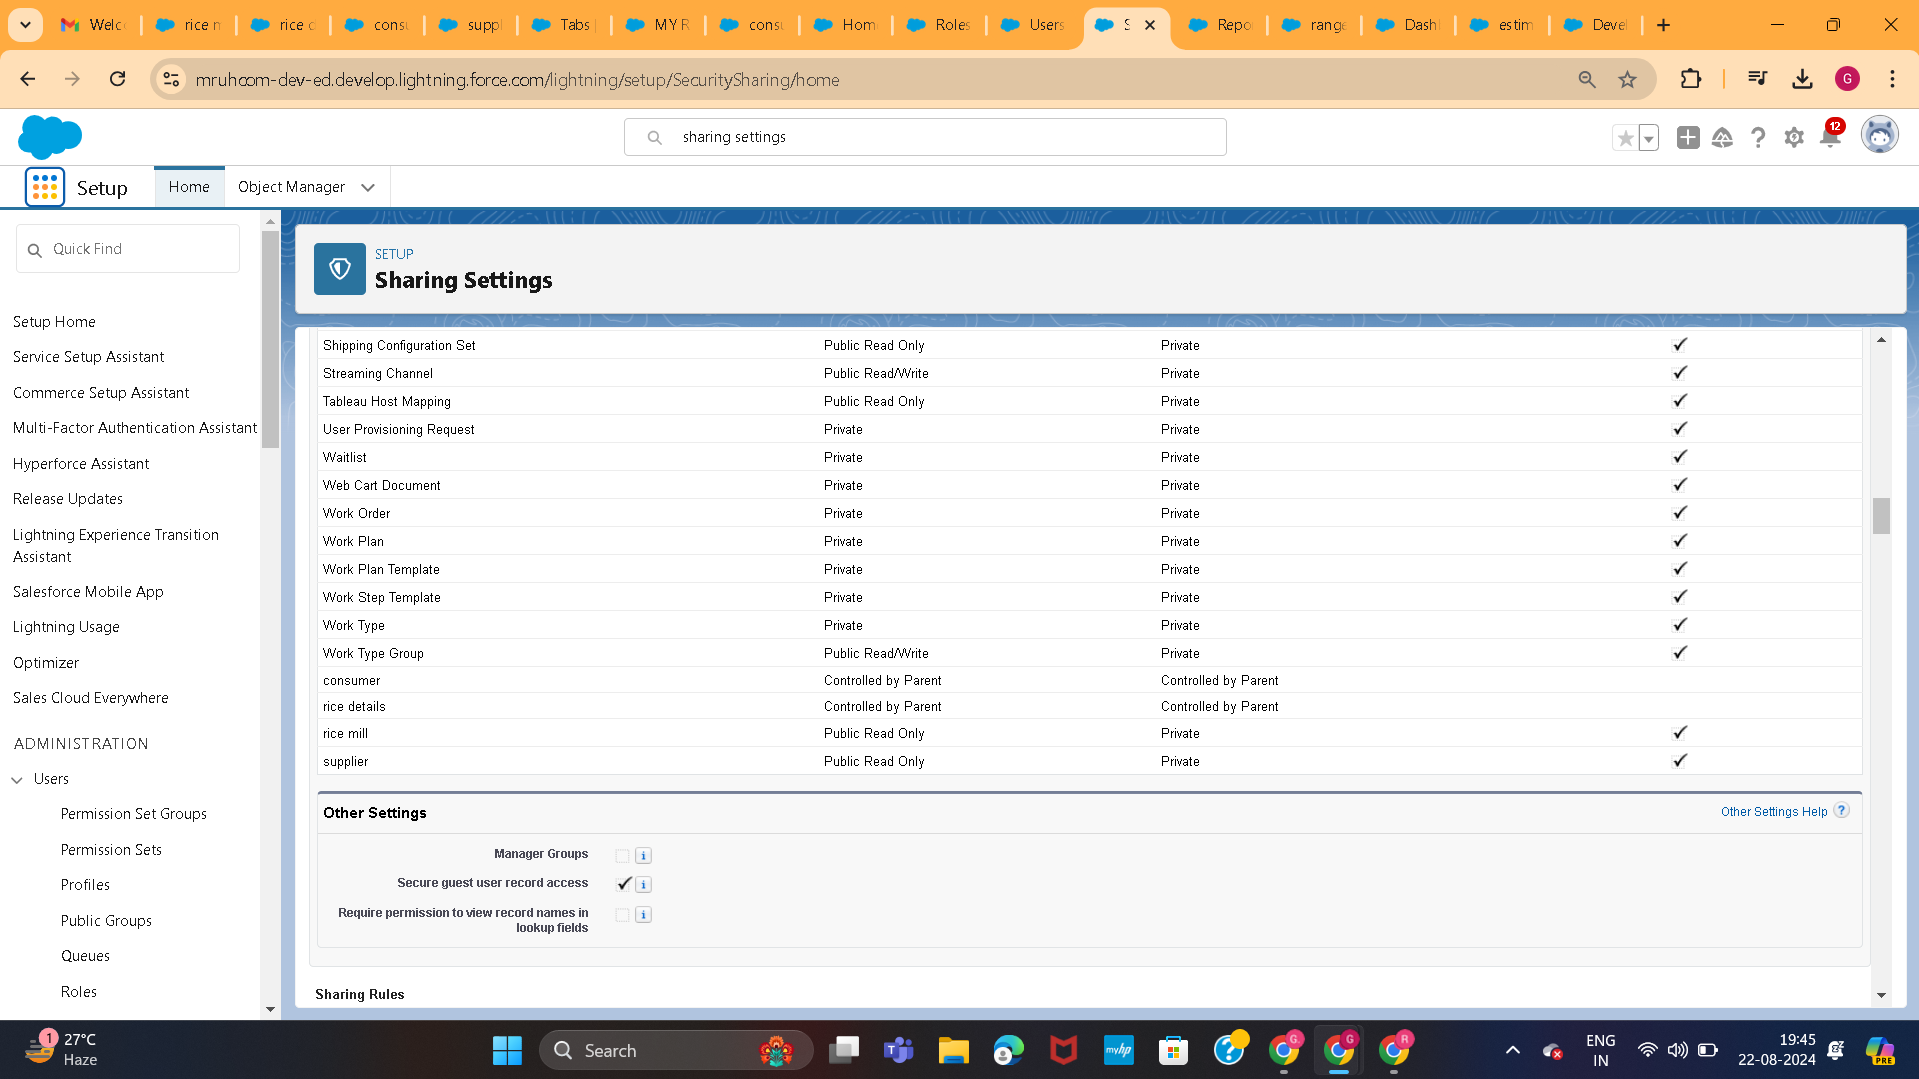 Welc
rice m
rice d
consu
suppl
Tabs
MY R
consu
Home
Roles
Users
S
Repo
range
Dash
estim
Devel
mruhcom-dev-ed.develop.lightning.force.com/lightning/setup/SecuritySharing/home
G
sharing settings
12
Setup
Home
Object Manager
Quick Find
Setup Home
Service Setup Assistant
Commerce Setup Assistant
Multi-Factor Authentication Assistant
Hyperforce Assistant
Release Updates
Lightning Experience Transition
Assistant
Salesforce Mobile App
Lightning Usage
Optimizer
Sales Cloud Everywhere
ADMINISTRATION
Users
Permission Set Groups
Permission Sets
Profiles
Public Groups
Queues
Roles
SETUP
Sharing Settings
Shipping Configuration Set Public Read Only Private
Streaming Channel Public Read/Write Private
Tableau Host Mapping Public Read Only Private
User Provisioning Request Private Private
Waitlist Private Private
Web Cart Document Private Private
Work Order Private Private
Work Plan Private Private
Work Plan Template Private Private
Work Step Template Private Private
Work Type Private Private
Work Type Group Public Read/Write Private
consumer Controlled by Parent Controlled by Parent
rice details Controlled by Parent Controlled by Parent
rice mill Public Read Only Private
supplier Public Read Only Private
Other Settings
Other Settings Help ?
Manager Groups
Secure guest user record access
Require permission to view record names in
lookup fields
Sharing Rules
1
27°C
Haze
Search
myhp
G
G
R
ENG
IN
19:45
22-08-2024
PRE